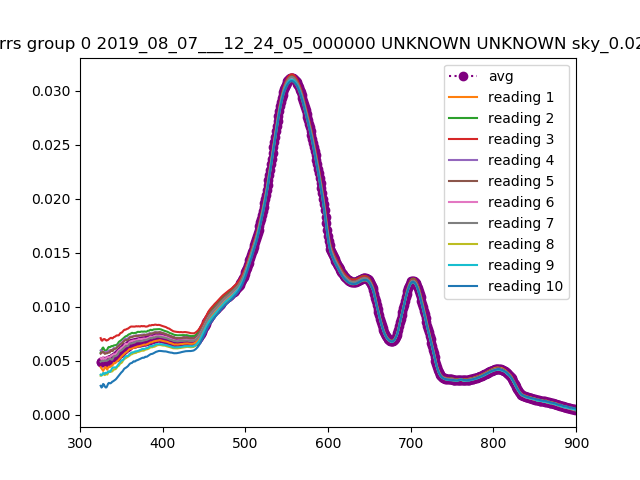 rrs group 0 2019_08_07___12_24_05_000000 UNKNOWN UNKNOWN sky_0.02
avg
reading 1
reading 2
reading 3
reading 4
reading 5
reading 6
reading 7
reading 8
reading 9
reading 10
0.030
0.025
0.020
0.015
0.010
0.005
0.000
300 400 500 600 700 800 900